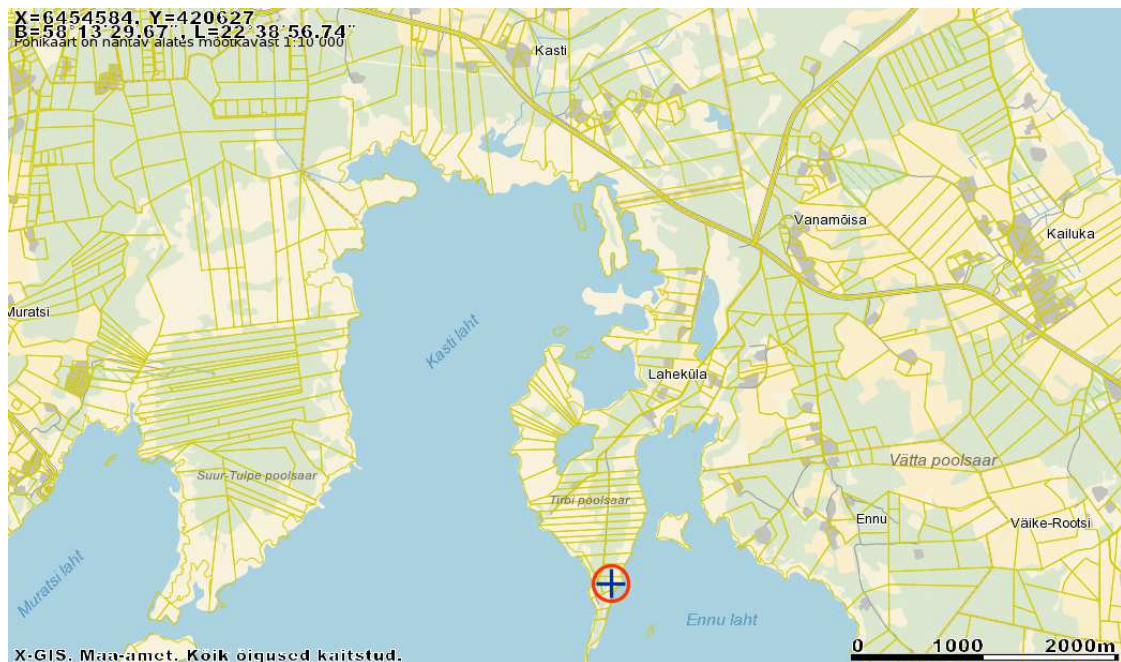 X=6454584, Y=420627
B=58°13'29.67", L=22°38'56.74"
Põhikaart on nähtav alates mõõtkavast 1:10 000
Kasti
Vanamõisa
Kailuka
Muratsi
Kasti laht
Laheküla
Vätta poolsaar
Suur-Tulpe poolsaar
Tirbi poolsaar
Ennu
Väike-Rootsi
Muratsi laht
Ennu laht
X-GIS. Maa-amet. Kõik õigused kaitstud.
0 1000 2000m